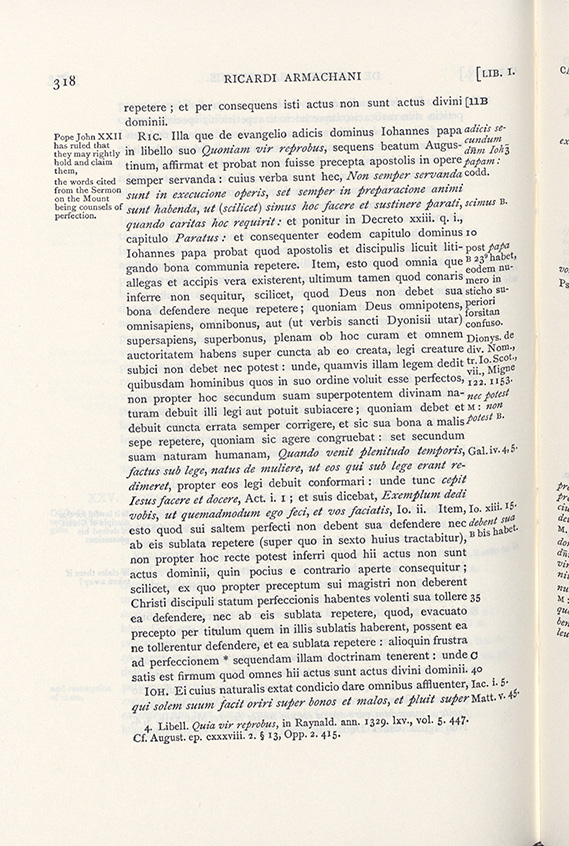 318
RICARDI ARMACHANI
[LIB. I.
repetere ; et per consequens isti actus non sunt actus divini [11B
dominii.
Pope John XXII
has ruled that
they may rightly
hold and claim
them,
the words cited
from the Sermon
on the Mount
being counsels of
perfection.
RIC. Illa que de evangelio adicis dominus Iohannes papa
in libello suo Quoniam vir reprobus, sequens beatum Augus-
tinum, affirmat et probat non fuisse precepta apostolis in opere
semper servanda : cuius verba sunt hec, Non semper servanda
sunt in execucione operis, set semper in preparacione animi
sunt habenda, ut (scilicet) simus hoc facere et sustinere parati,
quando caritas hoc requirit : et ponitur in Decreto xxiii. q. i.,
capitulo Paratus : et consequenter eodem capitulo dominus 10
Iohannes papa probat quod apostolis et discipulis licuit liti-
gando bona communia repetere. Item, esto quod omnia que
allegas et accipis vera existerent, ultimum tamen quod conaris
inferre non sequitur, scilicet, quod Deus non debet sua
bona defendere neque repetere ; quoniam Deus omnipotens,
omnisapiens, omnibonus, aut (ut verbis sancti Dyonisii utar)
supersapiens, superbonus, plenam ob hoc curam et omnem
auctoritatem habens super cuncta ab eo creata, legi creature
subici non debet nec potest : unde, quamvis illam legem dedit
quibusdam hominibus quos in suo ordine voluit esse perfectos,
non propter hoc secundum suam superpotentem divinam na-
turam debuit illi legi aut potuit subiacere ; quoniam debet et
debuit cuncta errata semper corrigere, et sic sua bona a malis
sepe repetere, quoniam sic agere congruebat : set secundum
suam naturam humanam, Quando venit plenitudo temporis,
factus sub lege, natus de muliere, ut eos qui sub lege erant re-
dimeret, propter eos legi debuit conformari : unde tunc cepit
Iesus facere et docere, Act. i. 1 ; et suis dicebat, Exemplum dedi
vobis, ut quemadmodum ego feci, et vos faciatis, Io. ii. Item,
esto quod sui saltem perfecti non debent sua defendere nec
ab eis sublata repetere (super quo in sexto huius tractabitur),
non propter hoc recte potest inferri quod hii actus non sunt
actus dominii, quin pocius e contrario aperte consequitur ;
scilicet, ex quo propter preceptum sui magistri non deberent
Christi discipuli statum perfeccionis habentes volenti sua tollere 35
ea defendere, nec ab eis sublata repetere, quod, evacuato
precepto per titulum quem in illis sublatis haberent, possent ea
ne tollerentur defendere, et ea sublata repetere : alioquin frustra
ad perfeccionem * sequendam illam doctrinam tenerent : unde C
satis est firmum quod omnes hii actus sunt actus divini dominii. 40
IOH. Ei cuius naturalis extat condicio dare omnibus affluenter,
qui solem suum facit oriri super bonos et malos, et pluit super
adicis se-
cundum
dñm Ioh3
papam :
codd.
scimus B.
post papa
B 23º habet,
eodem nu-
mero in
sticho su-
periori
forsitan
confuso.
Dionys. de
div. Nom.,
tr. Io. Scot.,
vii., Migne
122. 1153.
nec potest
M : non
potest B.
Gal. iv. 4, 5.
Io. xiii. 15.
debent sua
B bis habet.
Iac. i. 5.
Matt. v. 45.
4. Libell. Quia vir reprobus, in Raynald. ann. 1329. lxv., vol. 5. 447.
Cf. August. ep. cxxxviii. 2. § 13, Opp. 2. 415.